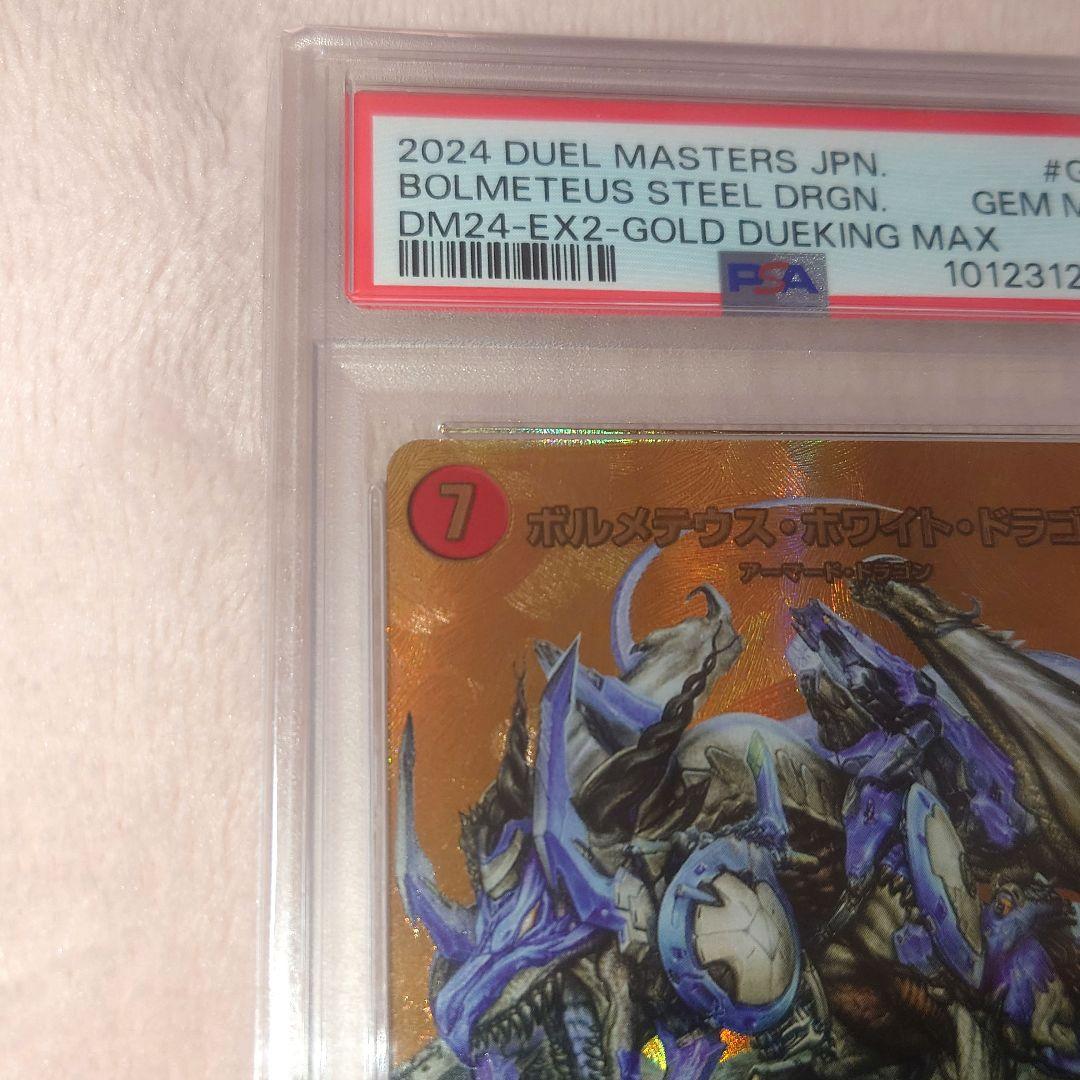 2024 DUEL MASTERS JPN. #G
BOLMETEUS STEEL DRGN. GEM M
DM24-EX2-GOLD DUEKING MAX
PSA 1012312
7 ボルメテウス・ホワイト・ドラゴ
アーマード・ドラゴン